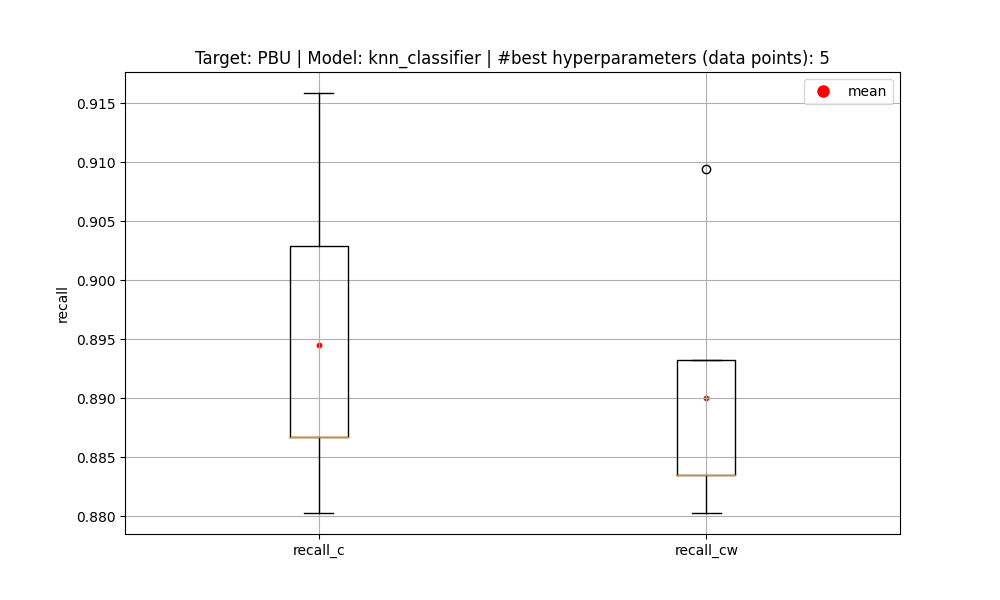 Target: PBU | Model: knn_classifier | #best hyperparameters (data points): 5
mean
0.915
0.910
0.905
0.900
0.895
0.890
0.885
0.880
recall
recall_c
recall_cw